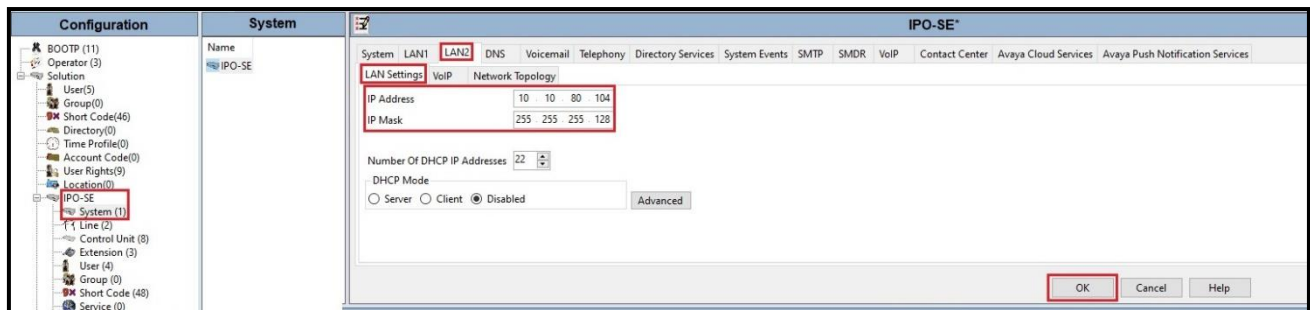 Configuration
BOOTP (11)
Operator (3)
Solution
User(5)
Group(0)
Short Code(46)
Directory(0)
Time Profile(0)
Account Code(0)
User Rights(9)
Location(0)
IPO-SE
System (1)
Line (2)
Control Unit (8)
Extension (3)
User (4)
Group (0)
Short Code (48)
Service (0)
System
Name
IPO-SE
IPO-SE*
System LAN1 LAN2 DNS Voicemail Telephony Directory Services System Events SMTP SMDR VoIP Contact Center Avaya Cloud Services Avaya Push Notification Services
LAN Settings VoIP Network Topology
IP Address 10 . 10 . 80 . 104
IP Mask 255 . 255 . 255 . 128
Number Of DHCP IP Addresses 22
DHCP Mode
Server Client Disabled Advanced
OK Cancel Help